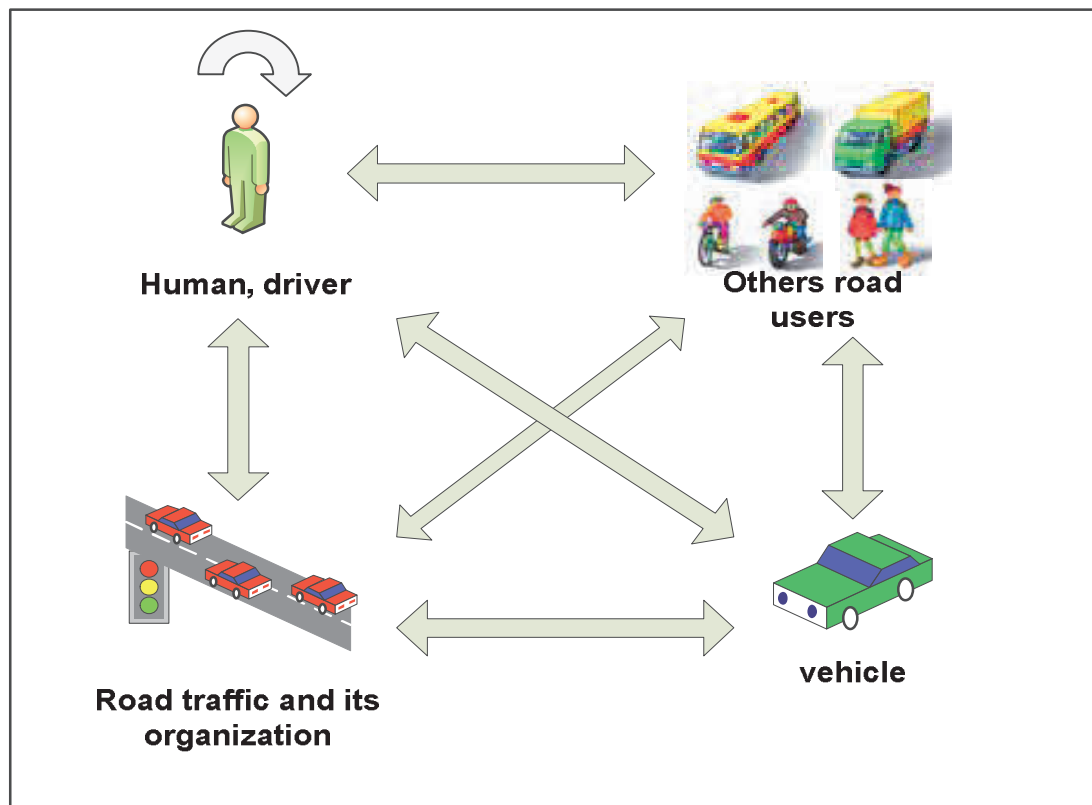 Human, driver
Others road
users
vehicle
Road traffic and its
organization